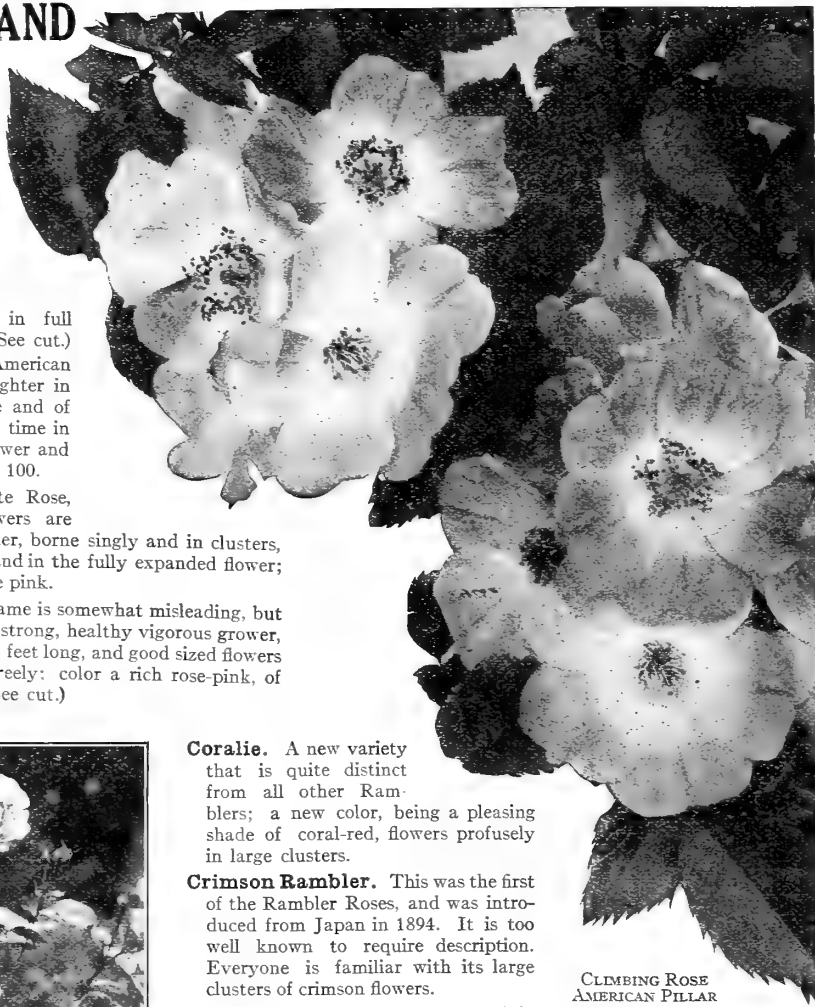 AND
in full
See cut.)
American
ghter in
e and of
time in
wer and
100.
te Rose,
vers are
er, borne singly and in clusters,
and in the fully expanded flower;
e pink.
ame is somewhat misleading, but
strong, healthy vigorous grower,
feet long, and good sized flowers
reely: color a rich rose-pink, of
ee cut.)
Coralie. A new variety
that is quite distinct
from all other Ram-
blers; a new color, being a pleasing
shade of coral-red, flowers profusely
in large clusters.
Crimson Rambler. This was the first
of the Rambler Roses, and was intro-
duced from Japan in 1894. It is too
well known to require description.
Everyone is familiar with its large
clusters of crimson flowers.
CLIMBING ROSE
AMERICAN PILLAR